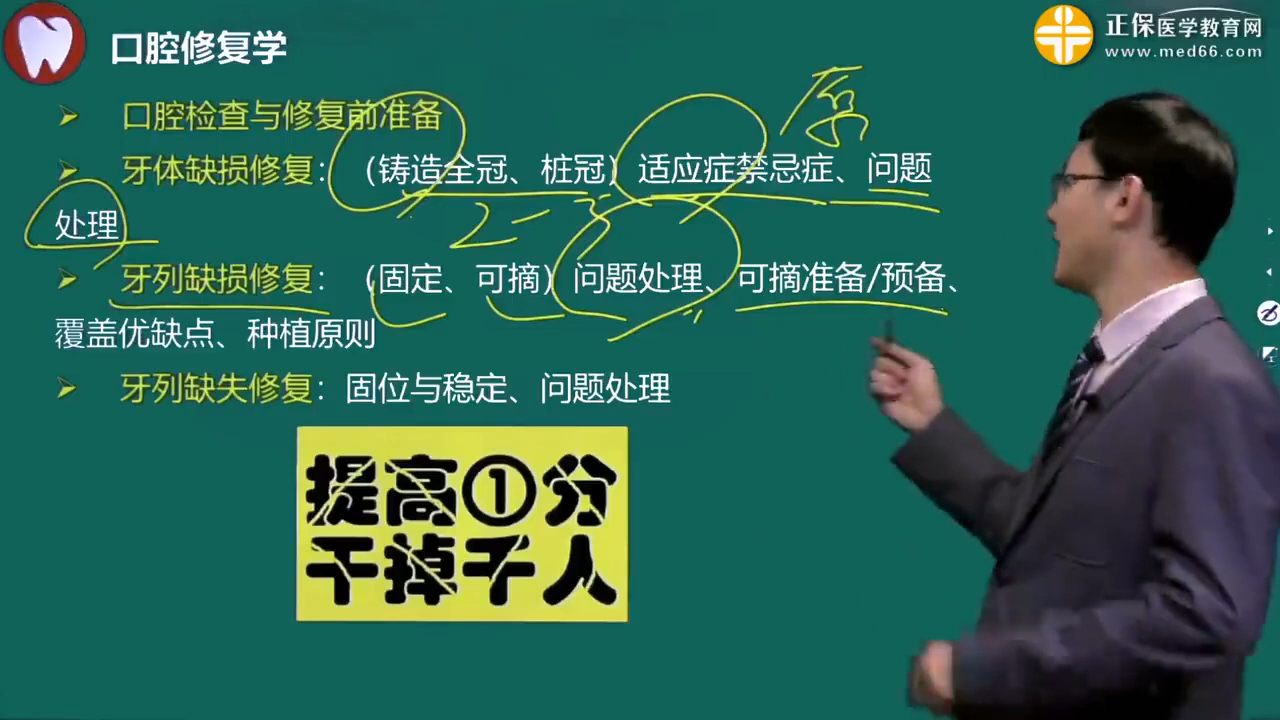 口腔修复学
正保医学教育网
www.med66.com
口腔检查与修复前准备
原
牙体缺损修复：（铸造全冠、桩冠）适应症禁忌症、问题
处理
2-3
牙列缺损修复：（固定、可摘）问题处理、可摘准备/预备、
覆盖优缺点、种植原则
牙列缺失修复：固位与稳定、问题处理
提高①分
干掉千人